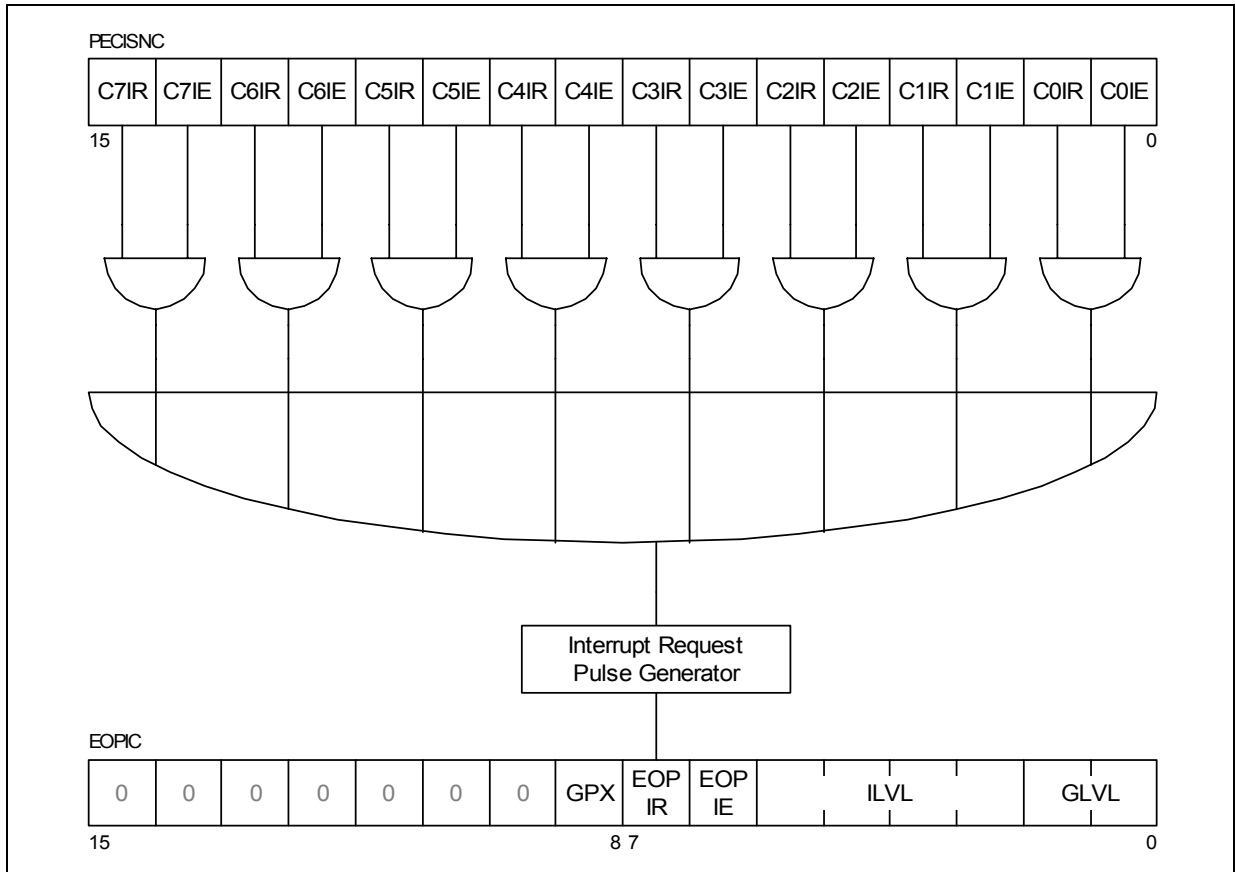 PECISNC
C7IR C7IE C6IR C6IE C5IR C5IE C4IR C4IE C3IR C3IE C2IR C2IE C1IR C1IE C0IR C0IE
15 0
Interrupt Request
Pulse Generator
EOPIC
0 0 0 0 0 0 0 GPX EOP IR EOP IE ILVL GLVL
15 8 7 0